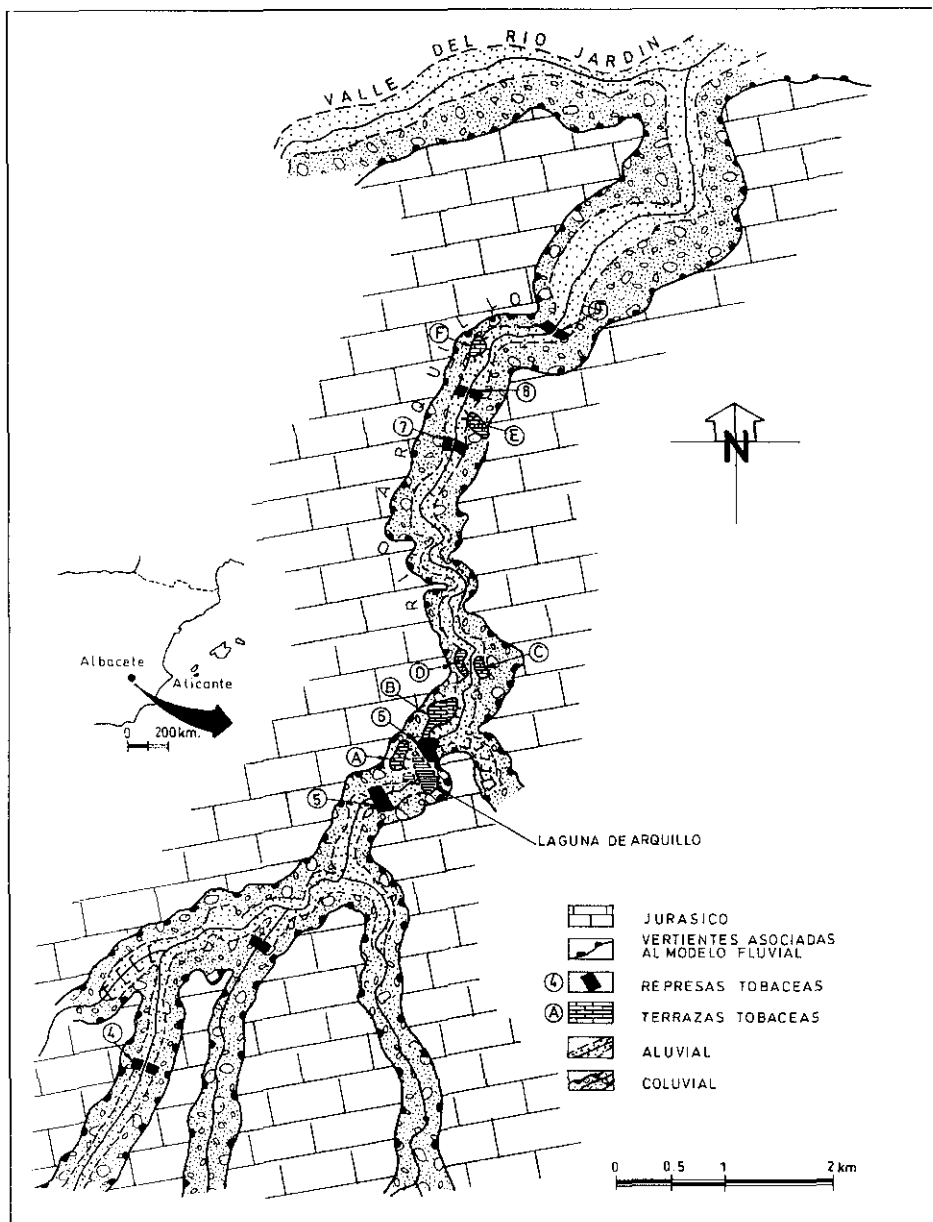 VALLE DEL RIO JARDIN
RIO ARQUILLO
F
9
8
7
E
N
D
C
B
6
A
5
4
Albacete
Alicante
0 200 km.
LAGUNA DE ARQUILLO
JURASICO
VERTIENTES ASOCIADAS
AL MODELO FLUVIAL
4 REPRESAS TOBACEAS
A TERRAZAS TOBACEAS
ALUVIAL
COLUVIAL
0 0.5 1 2 km